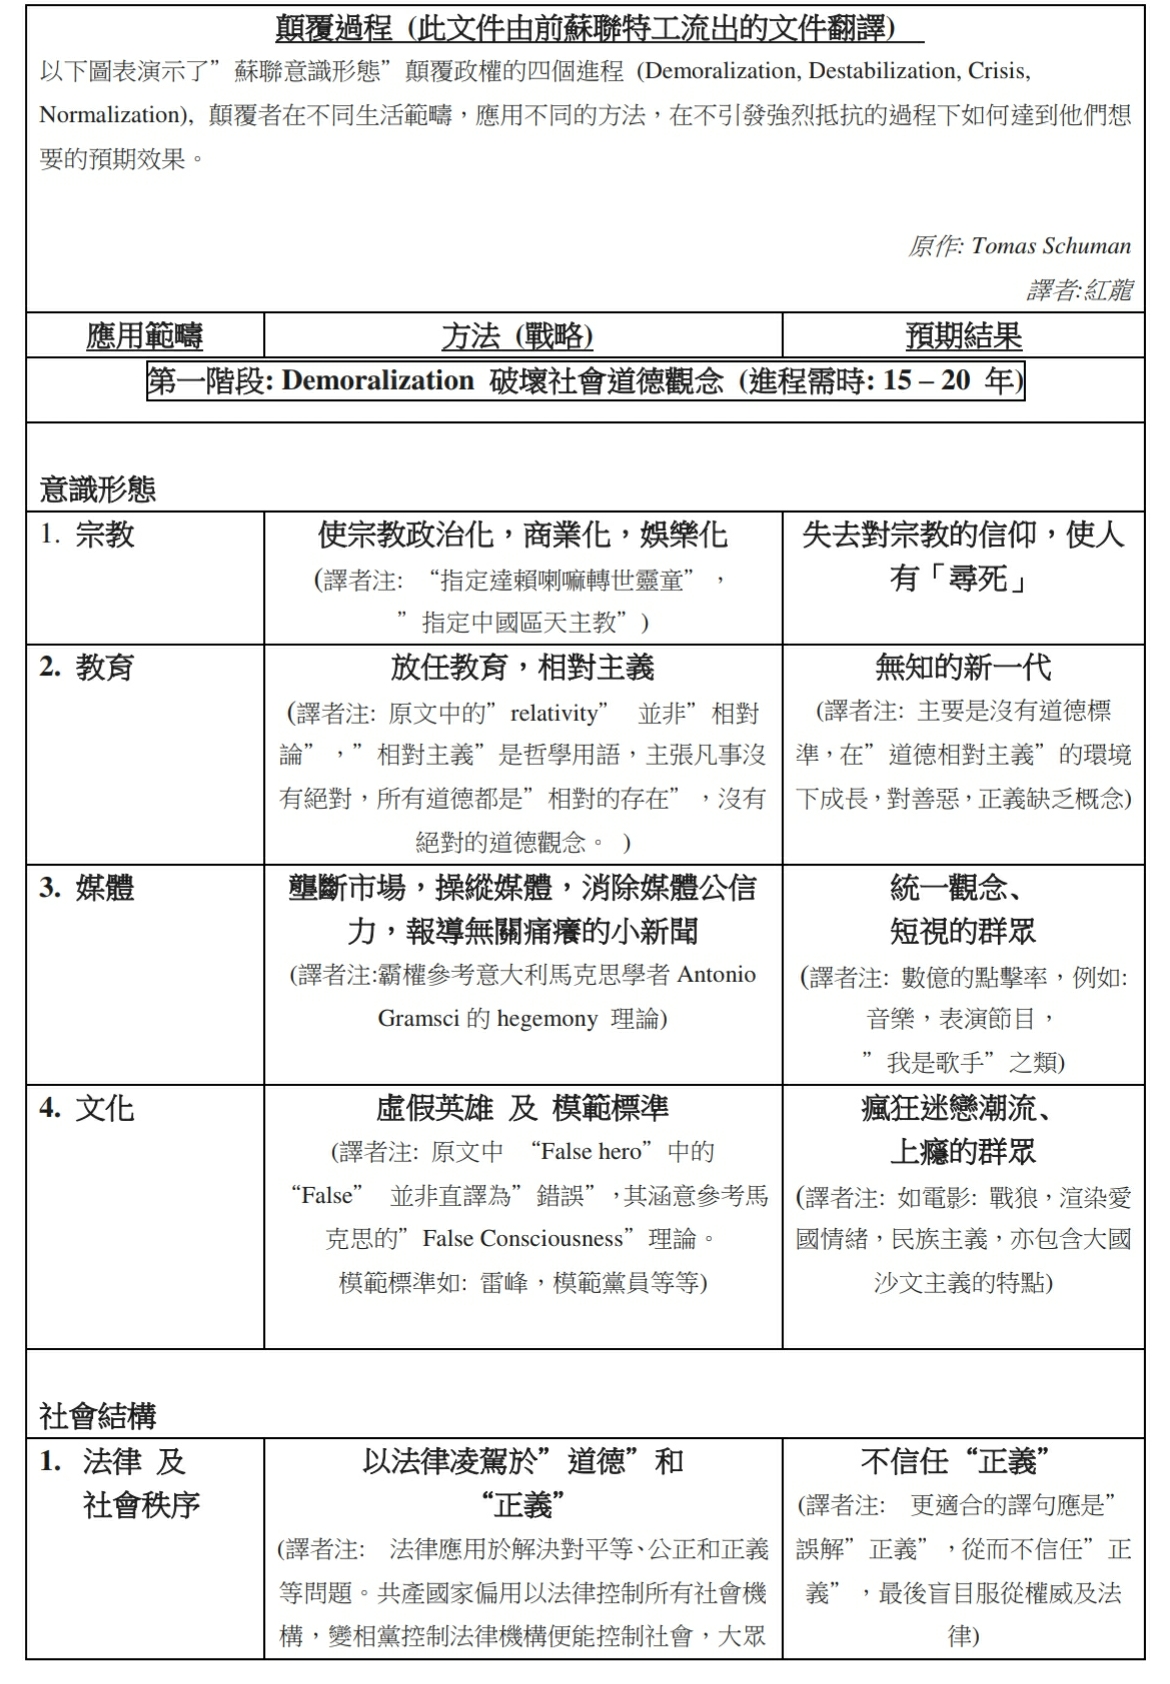 顛覆過程 (此文件由前蘇聯特工流出的文件翻譯)
以下圖表演示了”蘇聯意識形態”顛覆政權的四個進程 (Demoralization, Destabilization, Crisis,
Normalization), 顛覆者在不同生活範疇，應用不同的方法，在不引發強烈抵抗的過程下如何達到他們想
要的預期效果。
原作: Tomas Schuman
譯者:紅龍
應用範疇 方法 (戰略) 預期結果
第一階段: Demoralization 破壞社會道德觀念 (進程需時: 15 – 20 年)
意識形態
1. 宗教
使宗教政治化，商業化，娛樂化
(譯者注: “指定達賴喇嘛轉世靈童”，
”指定中國區天主教”)
失去對宗教的信仰，使人
有「尋死」
2. 教育
放任教育，相對主義
(譯者注: 原文中的”relativity” 並非”相對
論”，”相對主義”是哲學用語，主張凡事沒
有絕對，所有道德都是”相對的存在”，沒有
絕對的道德觀念。 )
無知的新一代
(譯者注: 主要是沒有道德標
準，在”道德相對主義”的環境
下成長，對善惡，正義缺乏概念)
3. 媒體
壟斷市場，操縱媒體，消除媒體公信
力，報導無關痛癢的小新聞
(譯者注:霸權參考意大利馬克思學者 Antonio
Gramsci 的 hegemony 理論)
統一觀念、
短視的群眾
(譯者注: 數億的點擊率，例如:
音樂，表演節目，
”我是歌手”之類)
4. 文化
虛假英雄 及 模範標準
(譯者注: 原文中 “False hero”中的
“False” 並非直譯為”錯誤”，其涵意參考馬
克思的”False Consciousness”理論。
模範標準如: 雷峰，模範黨員等等)
瘋狂迷戀潮流、
上癮的群眾
(譯者注: 如電影: 戰狼，渲染愛
國情緒，民族主義，亦包含大國
沙文主義的特點)
社會結構
1. 法律 及
社會秩序
以法律凌駕於”道德”和
“正義”
(譯者注: 法律應用於解決對平等、公正和正義
等問題。共產國家偏用以法律控制所有社會機
構，變相黨控制法律機構便能控制社會，大眾
不信任“正義”
(譯者注: 更適合的譯句應是”
誤解”正義”，從而不信任”正
義”，最後盲目服從權威及法
律)